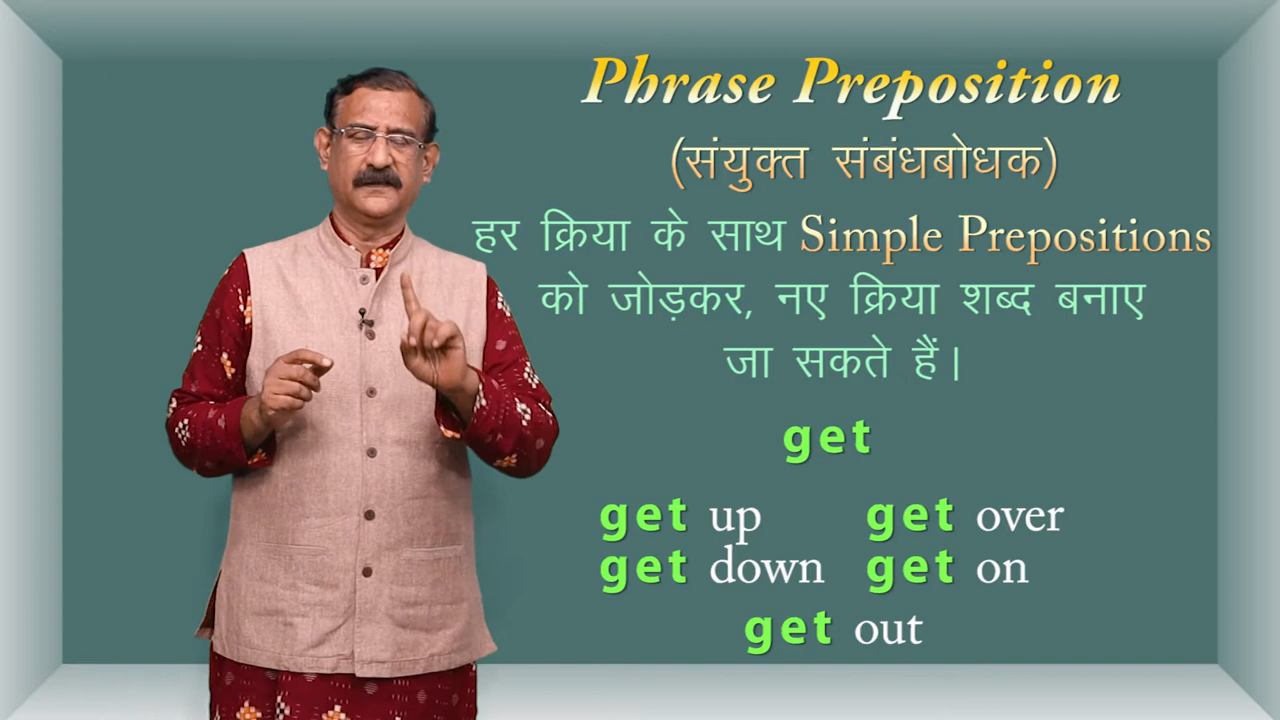 Phrase Preposition
(संयुक्त संबंधबोधक)
हर क्रिया के साथ Simple Prepositions
को जोड़कर, नए क्रिया शब्द बनाए
जा सकते हैं।
get
get up get over
get down get on
get out